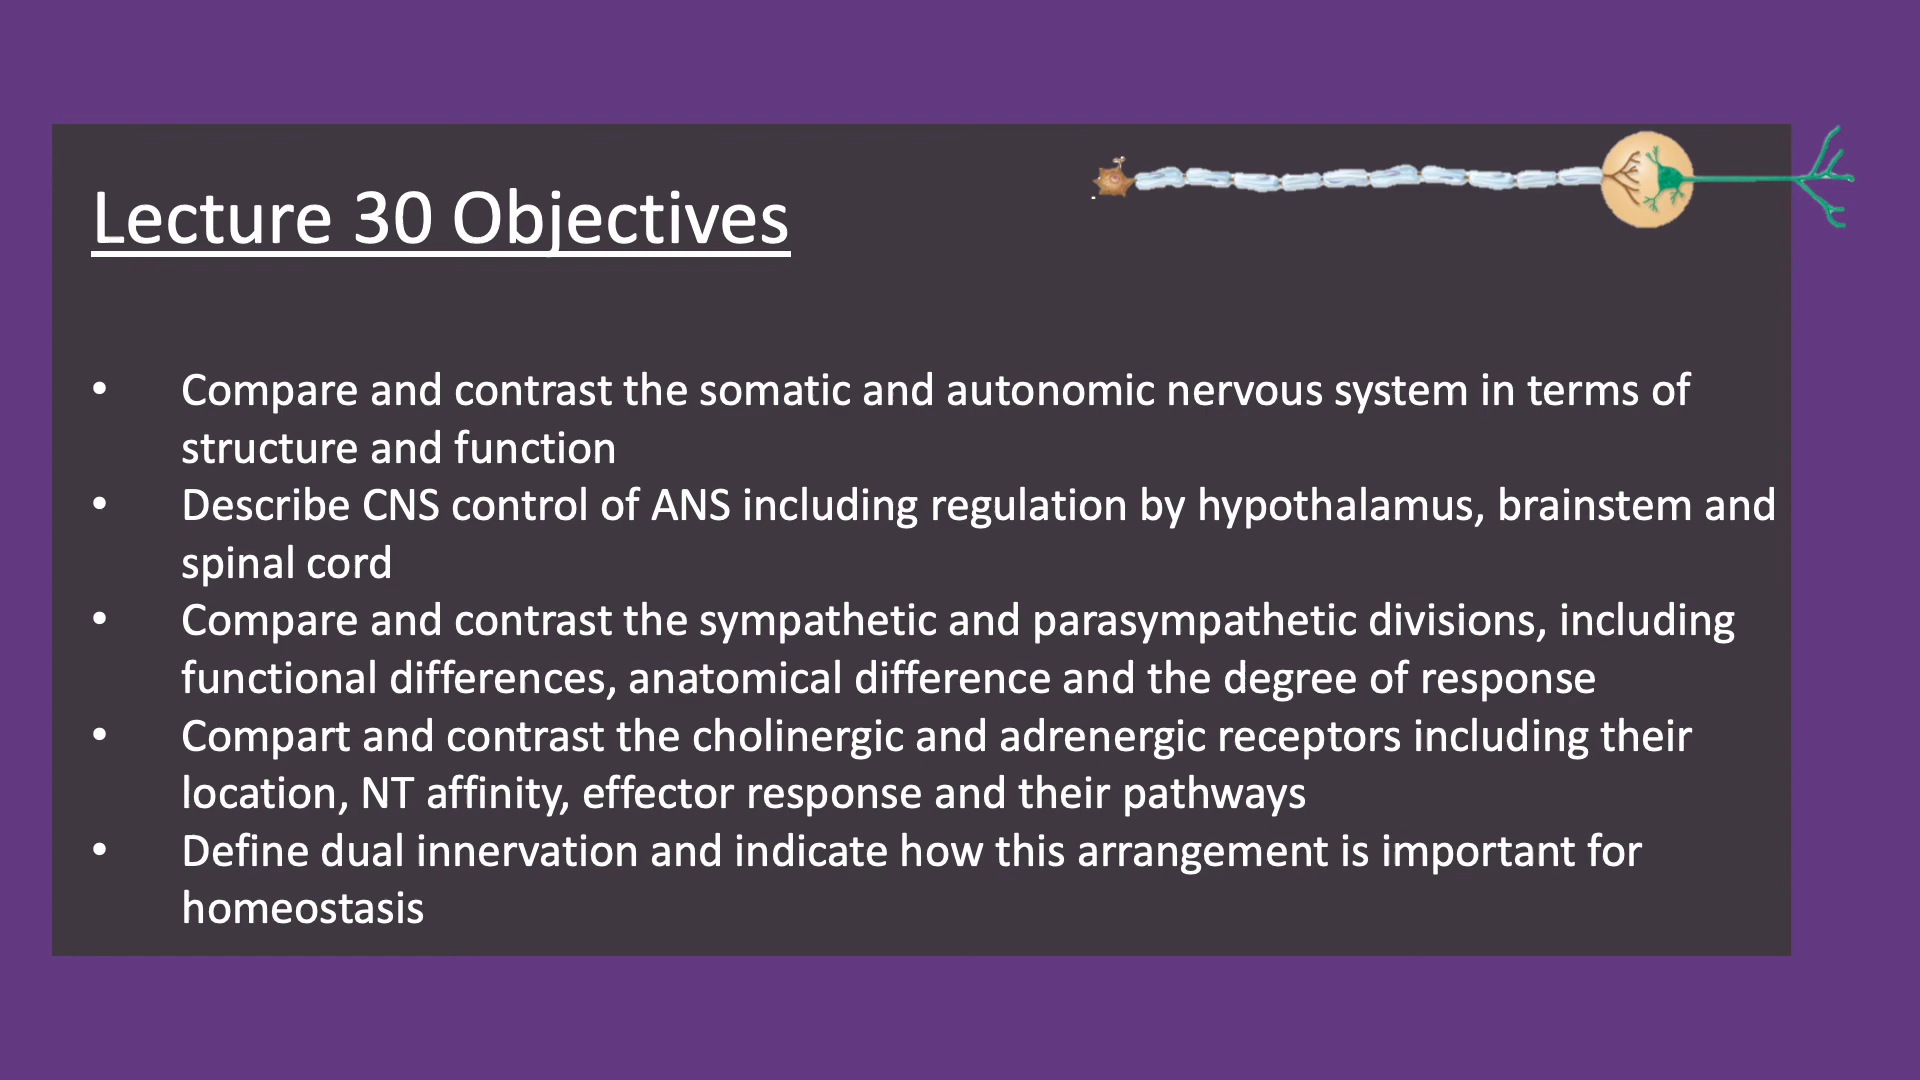 Lecture 30 Objectives
• Compare and contrast the somatic and autonomic nervous system in terms of
structure and function
• Describe CNS control of ANS including regulation by hypothalamus, brainstem and
spinal cord
• Compare and contrast the sympathetic and parasympathetic divisions, including
functional differences, anatomical difference and the degree of response
• Compart and contrast the cholinergic and adrenergic receptors including their
location, NT affinity, effector response and their pathways
• Define dual innervation and indicate how this arrangement is important for
homeostasis